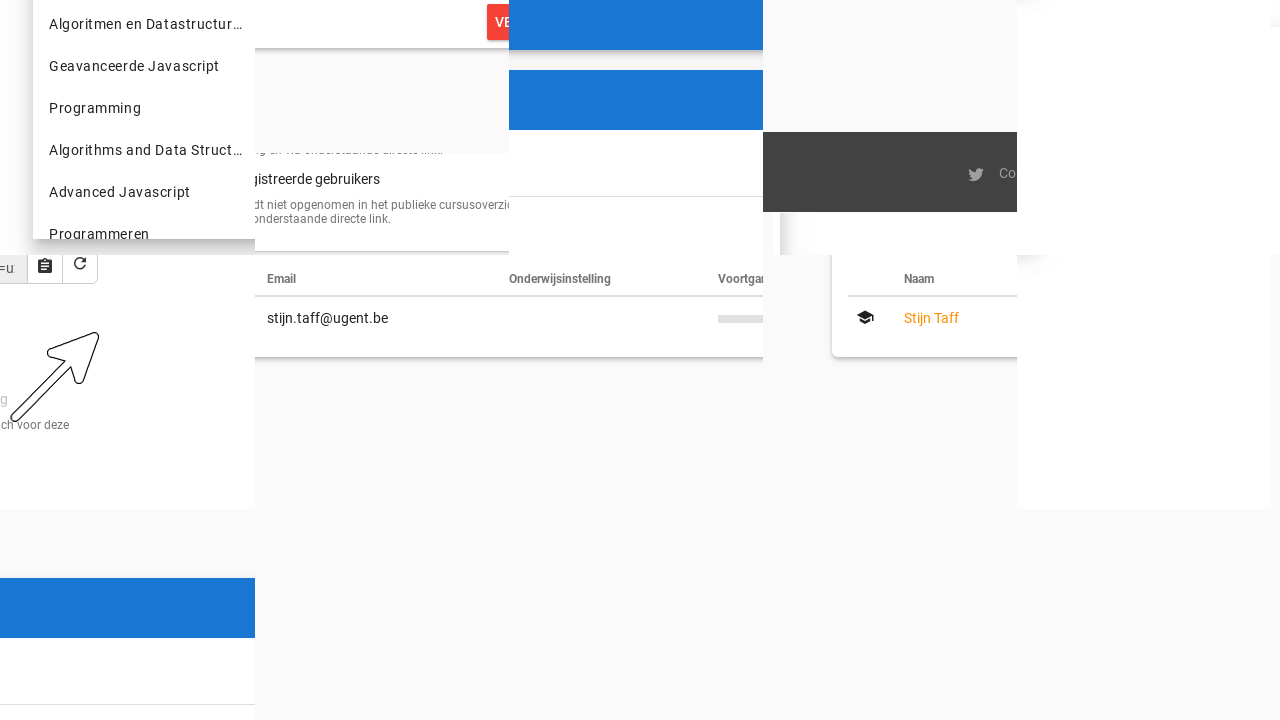 Algoritmen en Datastructur…
Geavanceerde Javascript
Programming
Algorithms and Data Struct…
Advanced Javascript
Programmeren
VE
gistreerde gebruikers
dt niet opgenomen in het publieke cursusoverzic
onderstaande directe link.
Co
=u
Email Onderwijsinstelling Voortgan
stijn.taff@ugent.be
Naam
Stijn Taff
g
ch voor deze